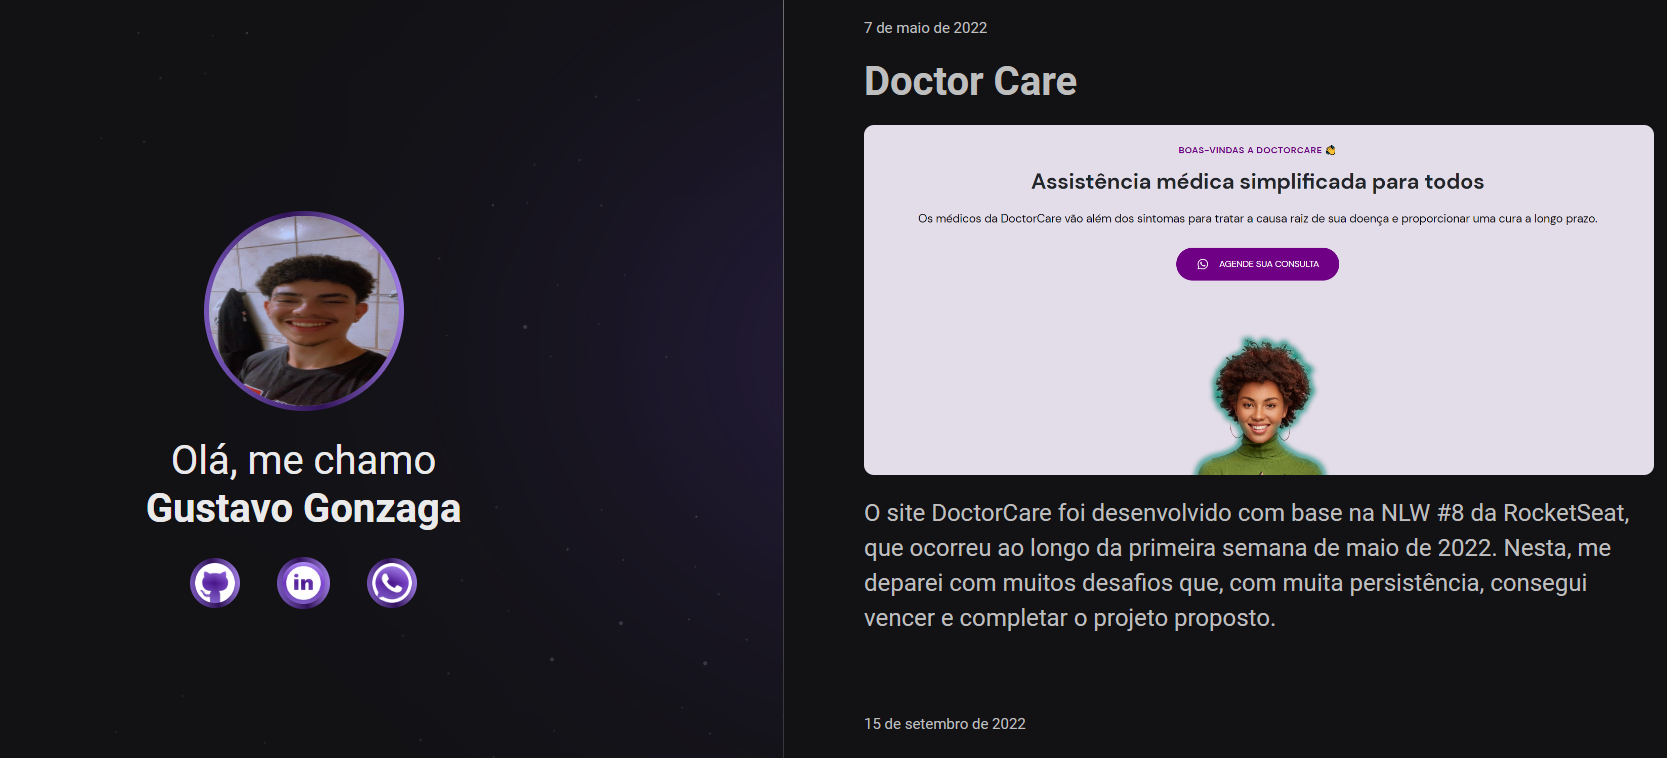 Olá, me chamo
Gustavo Gonzaga
in
7 de maio de 2022
Doctor Care
BOAS-VINDAS A DOCTORCARE
Assistência médica simplificada para todos
Os médicos da DoctorCare vão além dos sintomas para tratar a causa raiz de sua doença e proporcionar uma cura a longo prazo.
AGENDE SUA CONSULTA
O site DoctorCare foi desenvolvido com base na NLW #8 da RocketSeat,
que ocorreu ao longo da primeira semana de maio de 2022. Nesta, me
deparei com muitos desafios que, com muita persistência, consegui
vencer e completar o projeto proposto.
15 de setembro de 2022